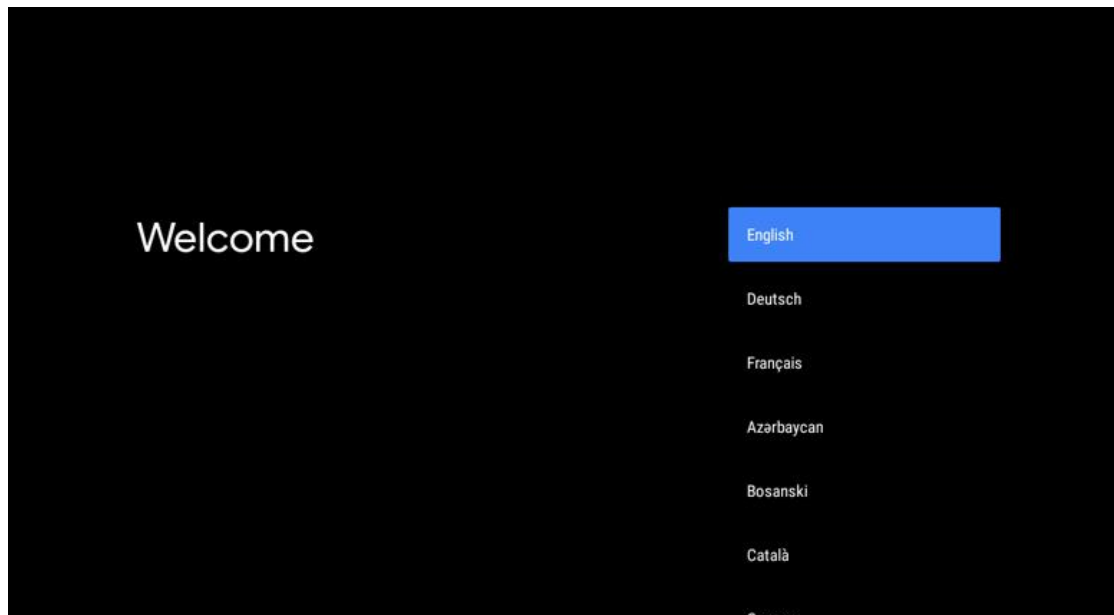 Welcome
English
Deutsch
Français
Azərbaycan
Bosanski
Català